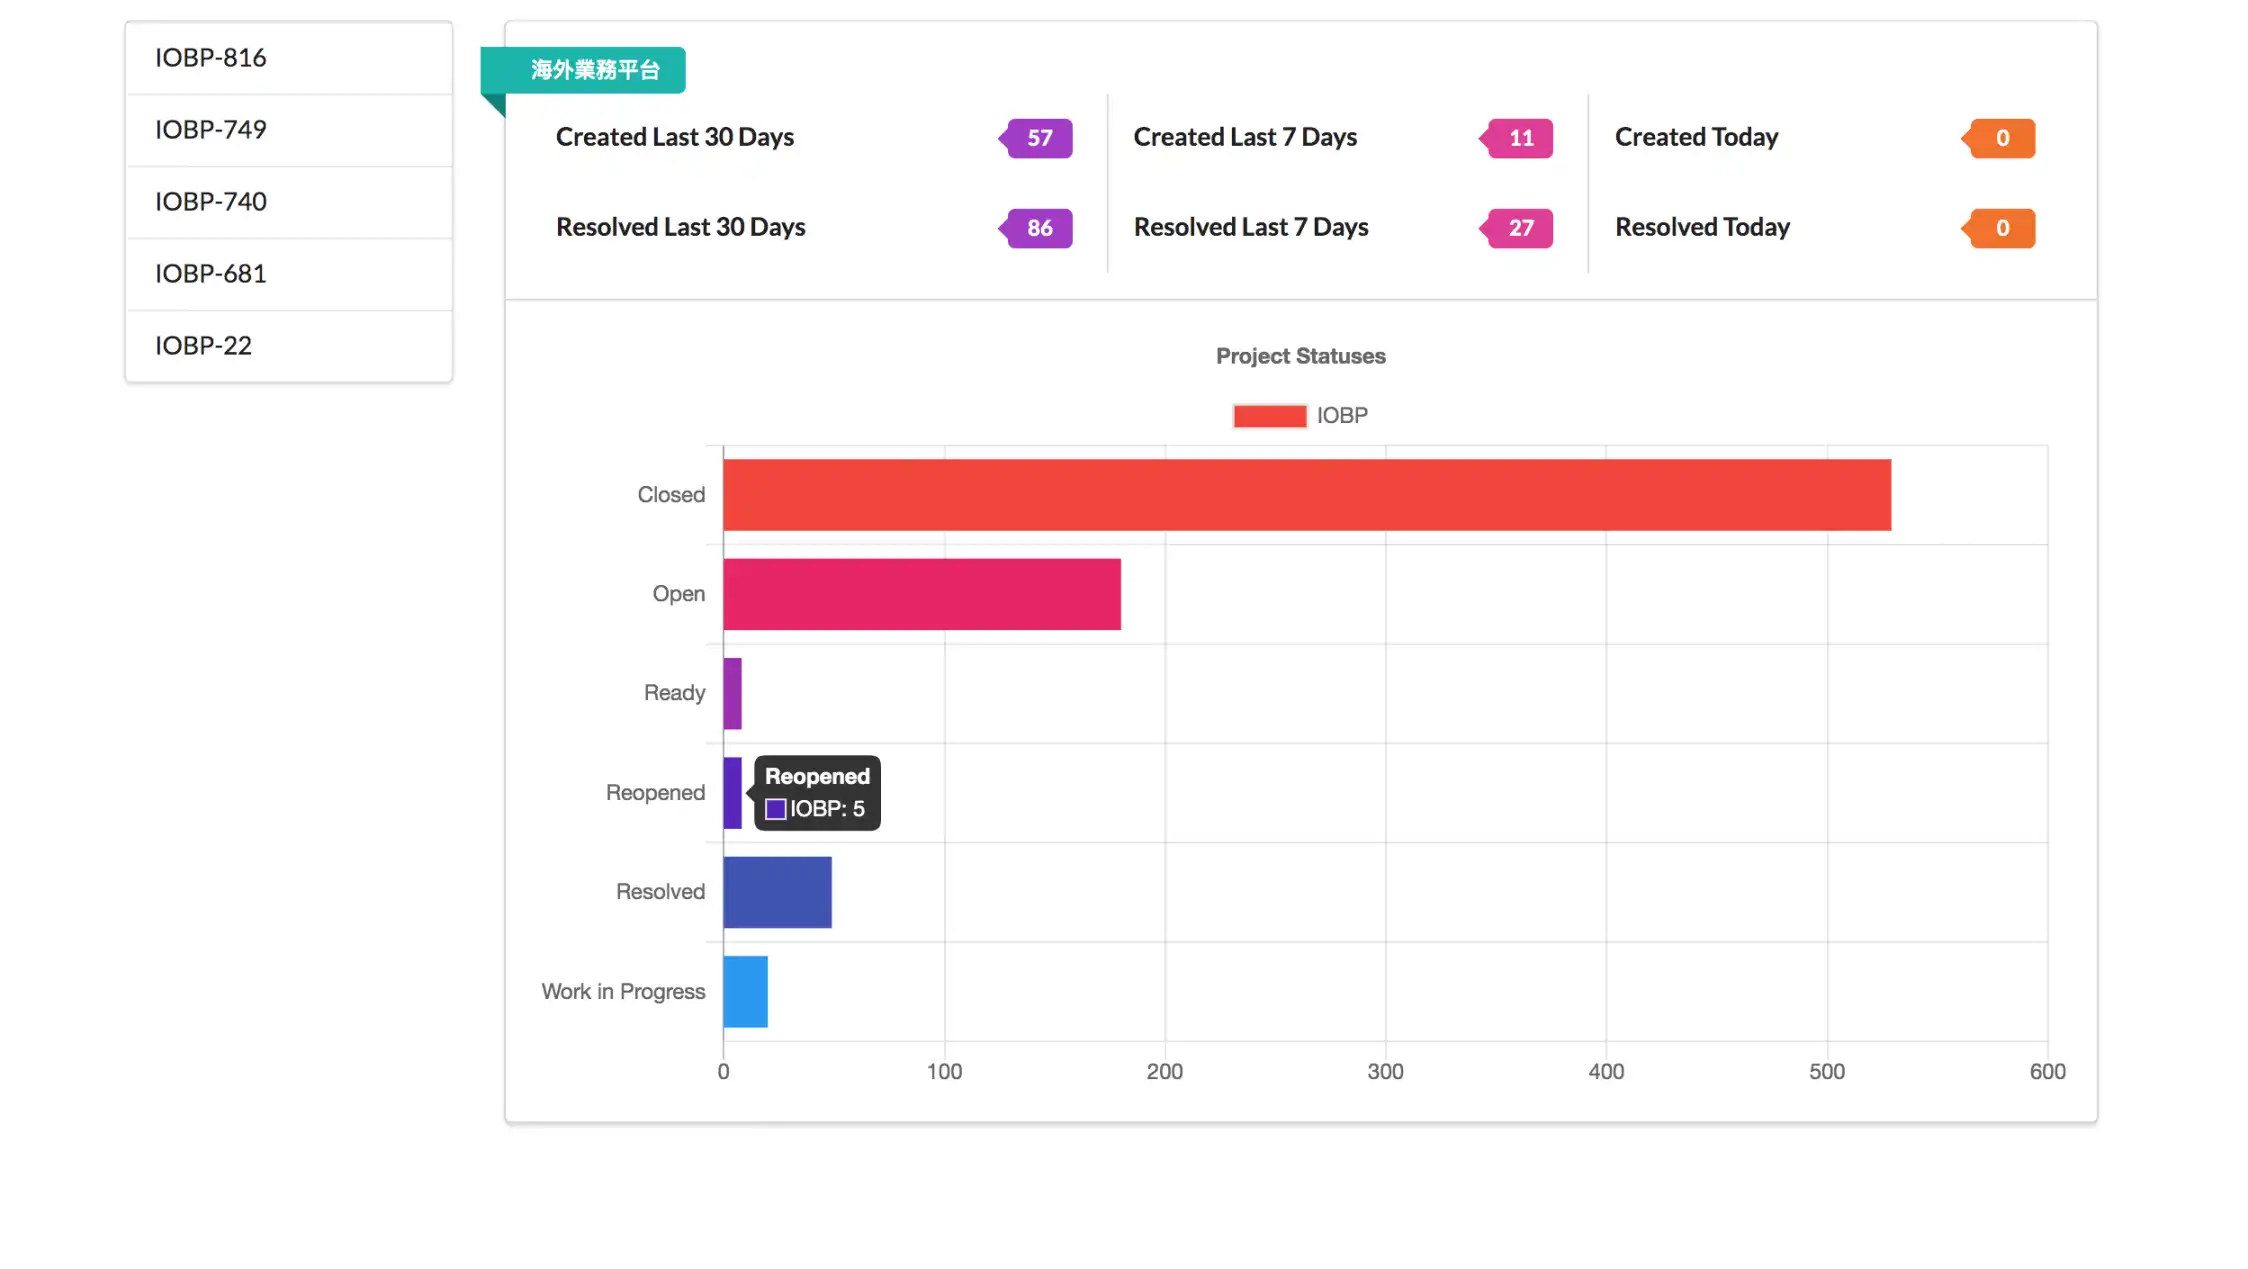 IOBP-816
IOBP-749
IOBP-740
IOBP-681
IOBP-22
海外業務平台
Created Last 30 Days 57
Created Last 7 Days 11
Created Today 0
Resolved Last 30 Days 86
Resolved Last 7 Days 27
Resolved Today 0
Project Statuses
IOBP
Closed
Open
Ready
Reopened
Reopened
IOBP: 5
Resolved
Work in Progress
0 100 200 300 400 500 600